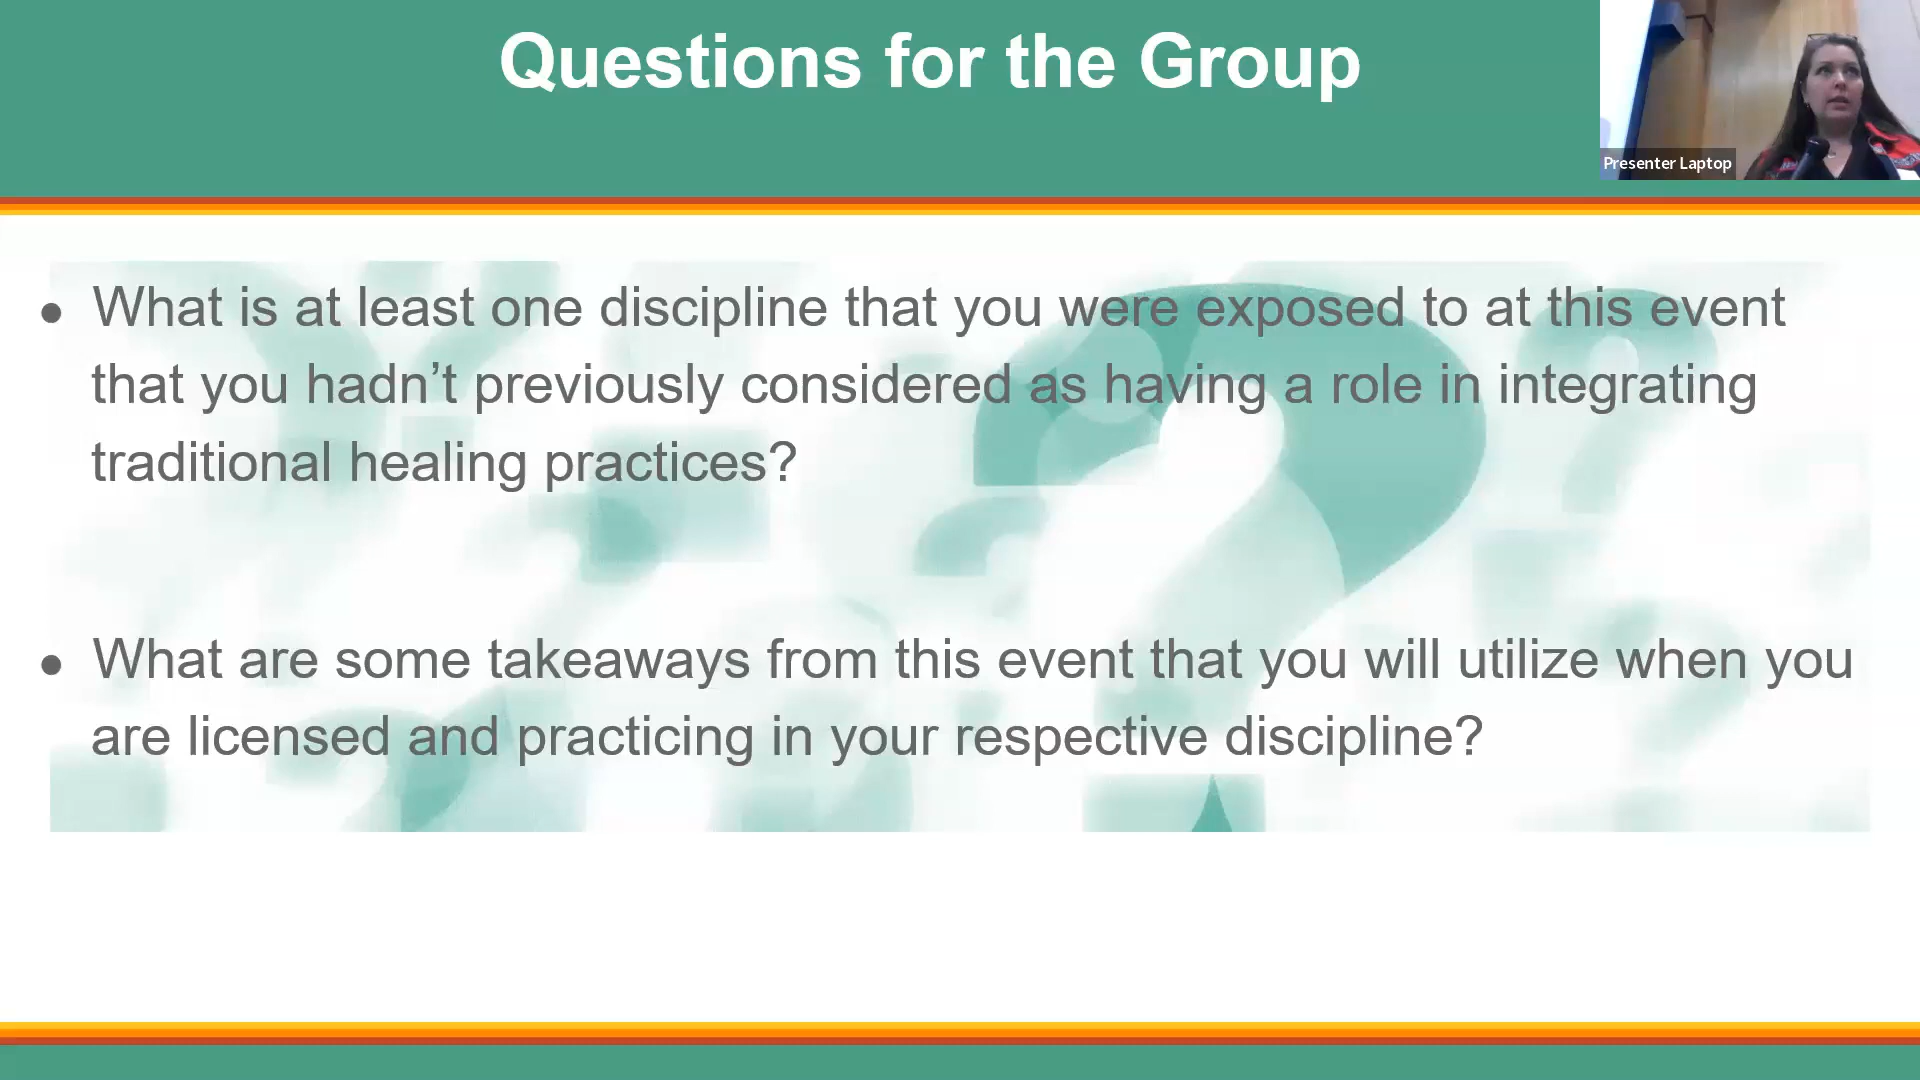 Questions for the Group
Presenter Laptop
• What is at least one discipline that you were exposed to at this event
that you hadn’t previously considered as having a role in integrating
traditional healing practices?
• What are some takeaways from this event that you will utilize when you
are licensed and practicing in your respective discipline?